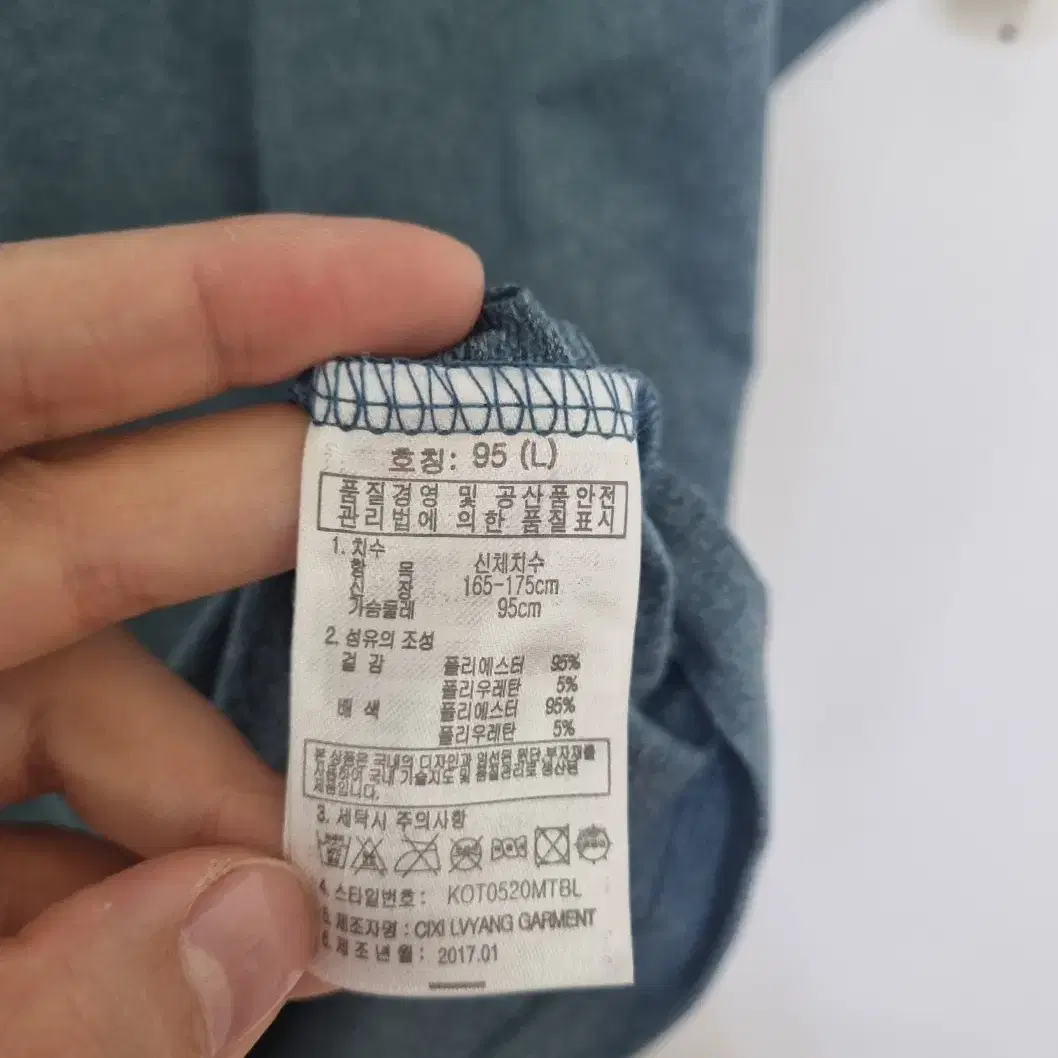 호칭: 95 (L)
품질경영 및 공산품안전
관리법에 의한 품질표시
1. 치수
항 목 신체치수
신 장 165-175cm
가슴둘레 95cm
2. 섬유의 조성
겉 감 폴리에스터 95%
폴리우레탄 5%
배 색 폴리에스터 95%
폴리우레탄 5%
본 상품은 국내의 디자인과 엄선된 원단,부자재를
사용하여 국내 기술지도 및 품질관리로 생산된
제품입니다.
3. 세탁시 주의사항
4. 스타일번호: KOT0520MTBL
5. 제조자명 : CIXI LVYANG GARMENT
6. 제조년월 : 2017.01